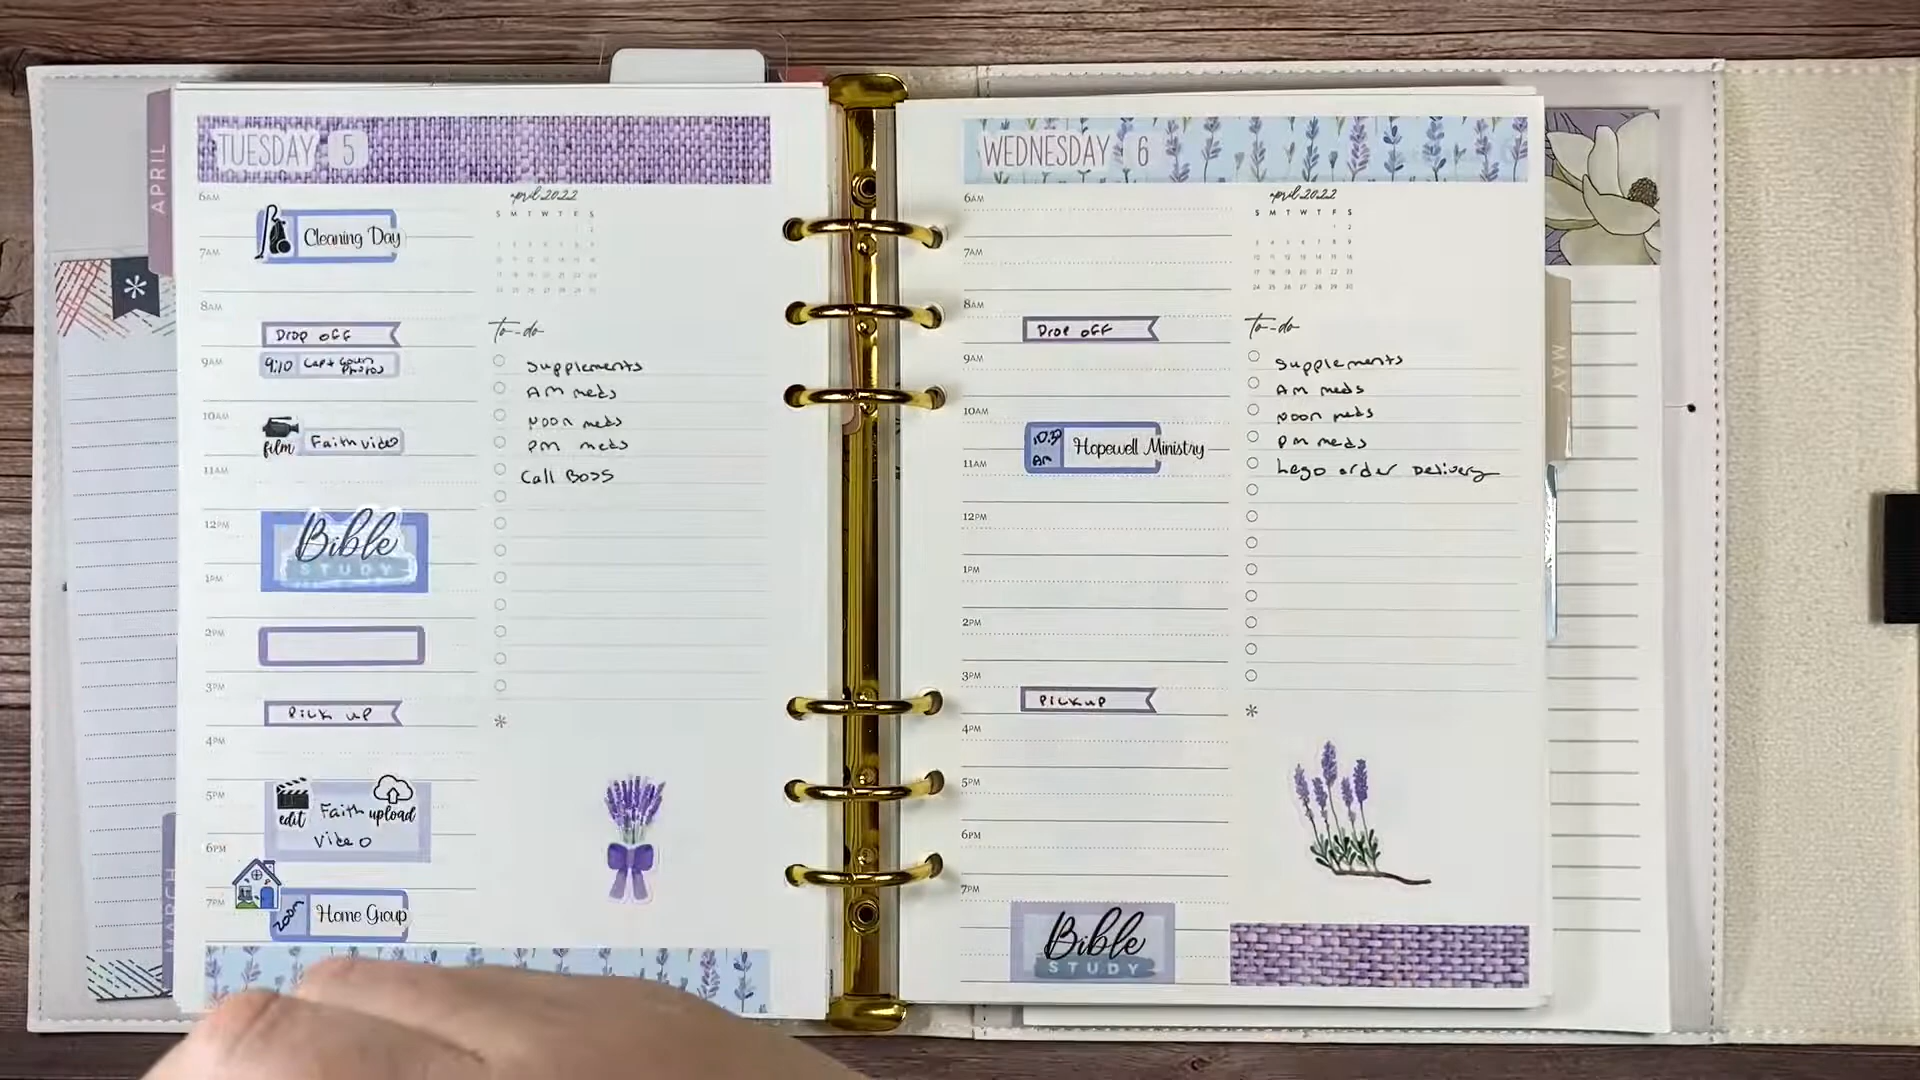 APRIL
MARCH
TUESDAY 5
april 2022
S M T W T F S
6AM
Cleaning Day
7AM
8AM
Drop off
9AM
9:10
10AM
film
Faith video
11AM
12PM
Bible
STUDY
1PM
2PM
3PM
Pick up
4PM
5PM
edit
Faith
upload
video
6PM
7PM
zoom
Home Group
to-do
Supplements
AM meds
Noon meds
PM meds
Call Boss
*
WEDNESDAY 6
april 2022
S M T W T F S
6AM
7AM
8AM
Drop off
9AM
10AM
10:30
AM
Hopewell Ministry
11AM
12PM
1PM
2PM
3PM
Pickup
4PM
5PM
6PM
7PM
Bible
STUDY
to-do
Supplements
AM meds
Noon meds
PM meds
Lego order Delivery
*
MAY